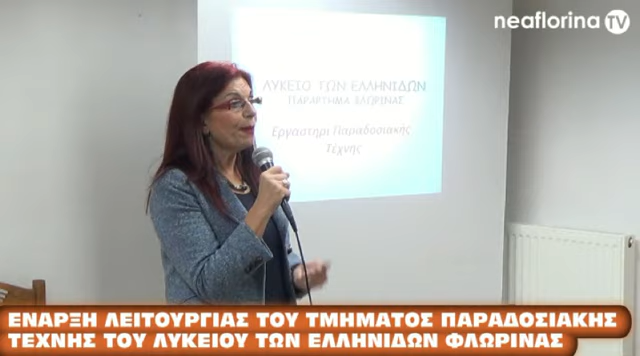 neaflorina TV
ΛΥΚΕΙΟ ΤΩΝ ΕΛΛΗΝΙΔΩΝ
ΠΑΡΑΡΤΗΜΑ ΦΛΩΡΙΝΑΣ
Εργαστηρι Παραδοσιακής
Τέχνης
ΕΝΑΡΞΗ ΛΕΙΤΟΥΡΓΙΑΣ ΤΟΥ ΤΜΗΜΑΤΟΣ ΠΑΡΑΔΟΣΙΑΚΗΣ
ΤΕΧΝΗΣ ΤΟΥ ΛΥΚΕΙΟΥ ΤΩΝ ΕΛΛΗΝΙΔΩΝ ΦΛΩΡΙΝΑΣ